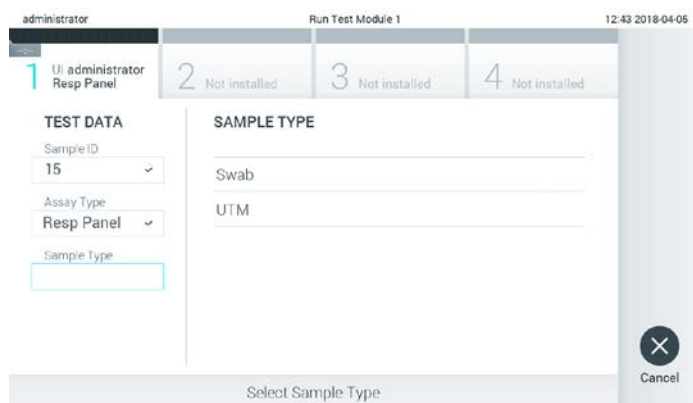 administrator Run Test Module 1 12:43 2018-04-05
1 UI administrator
Resp Panel
2 Not installed
3 Not installed
4 Not installed
TEST DATA
Sample ID
15
Assay Type
Resp Panel
Sample Type
SAMPLE TYPE
Swab
UTM
Cancel
Select Sample Type